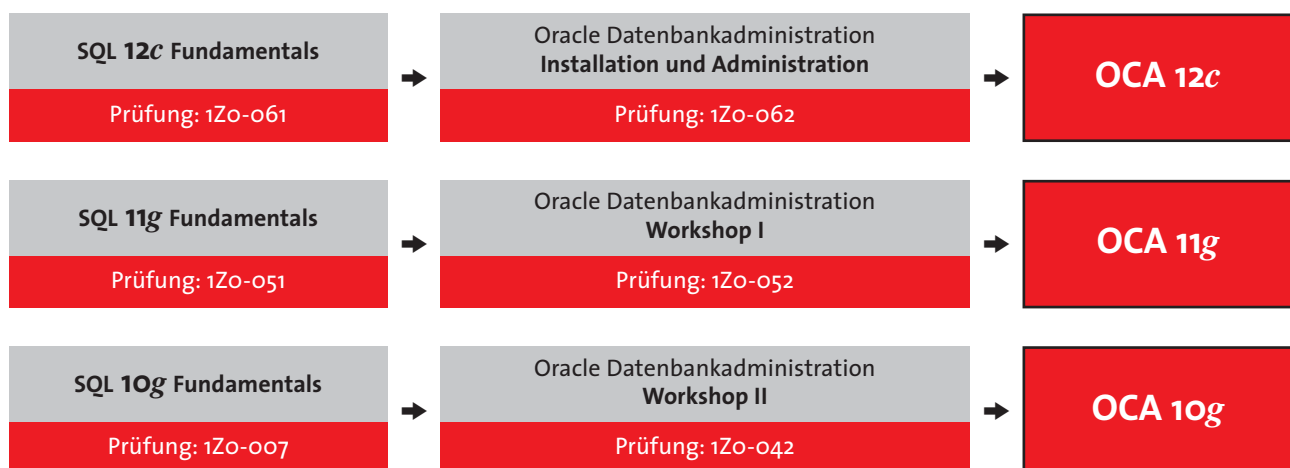 SQL 12c Fundamentals
Prüfung: 1Z0-061
Oracle Datenbankadministration
Installation und Administration
Prüfung: 1Z0-062
OCA 12c
SQL 11g Fundamentals
Prüfung: 1Z0-051
Oracle Datenbankadministration
Workshop I
Prüfung: 1Z0-052
OCA 11g
SQL 10g Fundamentals
Prüfung: 1Z0-007
Oracle Datenbankadministration
Workshop II
Prüfung: 1Z0-042
OCA 10g